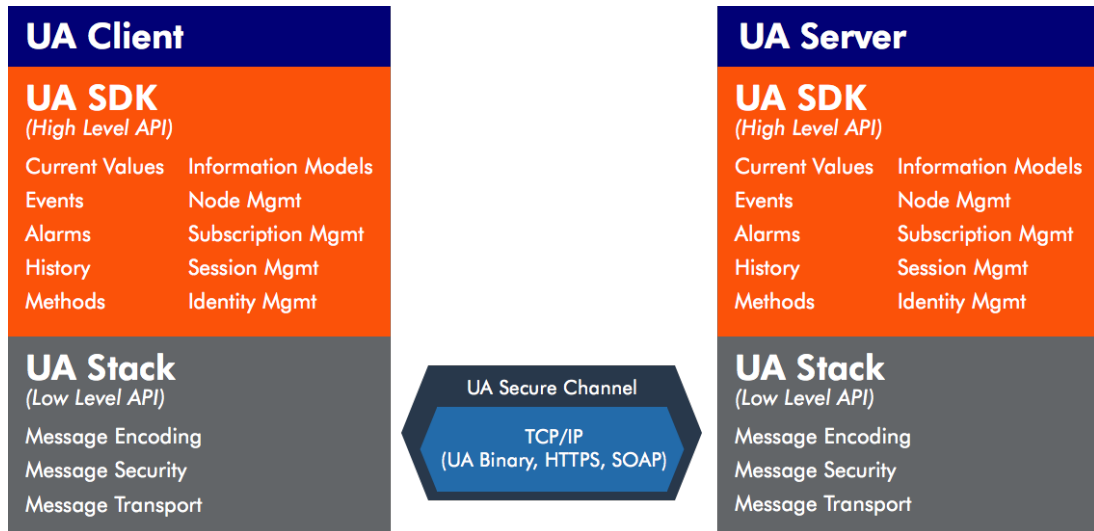 UA Client
UA SDK
(High Level API)
Current Values Information Models
Events Node Mgmt
Alarms Subscription Mgmt
History Session Mgmt
Methods Identity Mgmt
UA Stack
(Low Level API)
Message Encoding
Message Security
Message Transport
UA Secure Channel
TCP/IP
(UA Binary, HTTPS, SOAP)
UA Server
UA SDK
(High Level API)
Current Values Information Models
Events Node Mgmt
Alarms Subscription Mgmt
History Session Mgmt
Methods Identity Mgmt
UA Stack
(Low Level API)
Message Encoding
Message Security
Message Transport